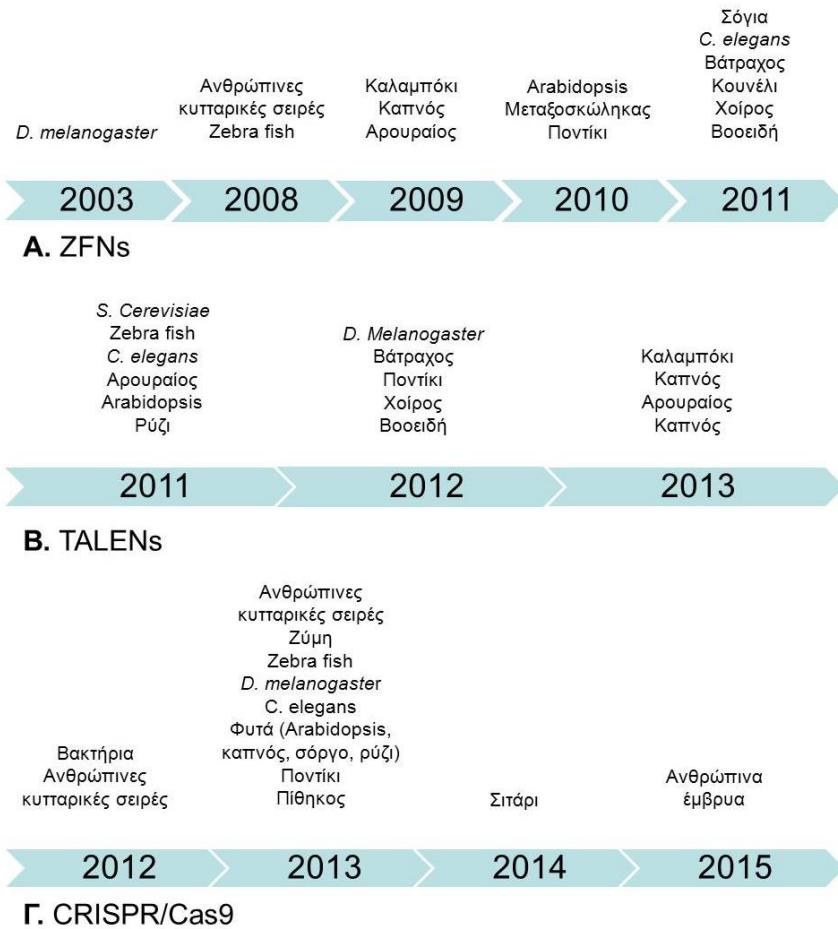 D. melanogaster
Ανθρώπινες
κυτταρικές σειρές
Zebra fish
Καλαμπόκι
Καπνός
Αρουραίος
Arabidopsis
Μεταξοσκώληκας
Ποντίκι
Σόγια
C. elegans
Βάτραχος
Κουνέλι
Χοίρος
Βοοειδή
2003
2008
2009
2010
2011
Α. ZFNs
S. Cerevisiae
Zebra fish
C. elegans
Αρουραίος
Arabidopsis
Ρύζι
D. Melanogaster
Βάτραχος
Ποντίκι
Χοίρος
Βοοειδή
Καλαμπόκι
Καπνός
Αρουραίος
Καπνός
2011
2012
2013
Β. TALENs
Βακτήρια
Ανθρώπινες
κυτταρικές σειρές
Ανθρώπινες
κυτταρικές σειρές
Ζύμη
Zebra fish
D. melanogaster
C. elegans
Φυτά (Arabidopsis,
καπνός, σόργο, ρύζι)
Ποντίκι
Πίθηκος
Σιτάρι
Ανθρώπινα
έμβρυα
2012
2013
2014
2015
Γ. CRISPR/Cas9